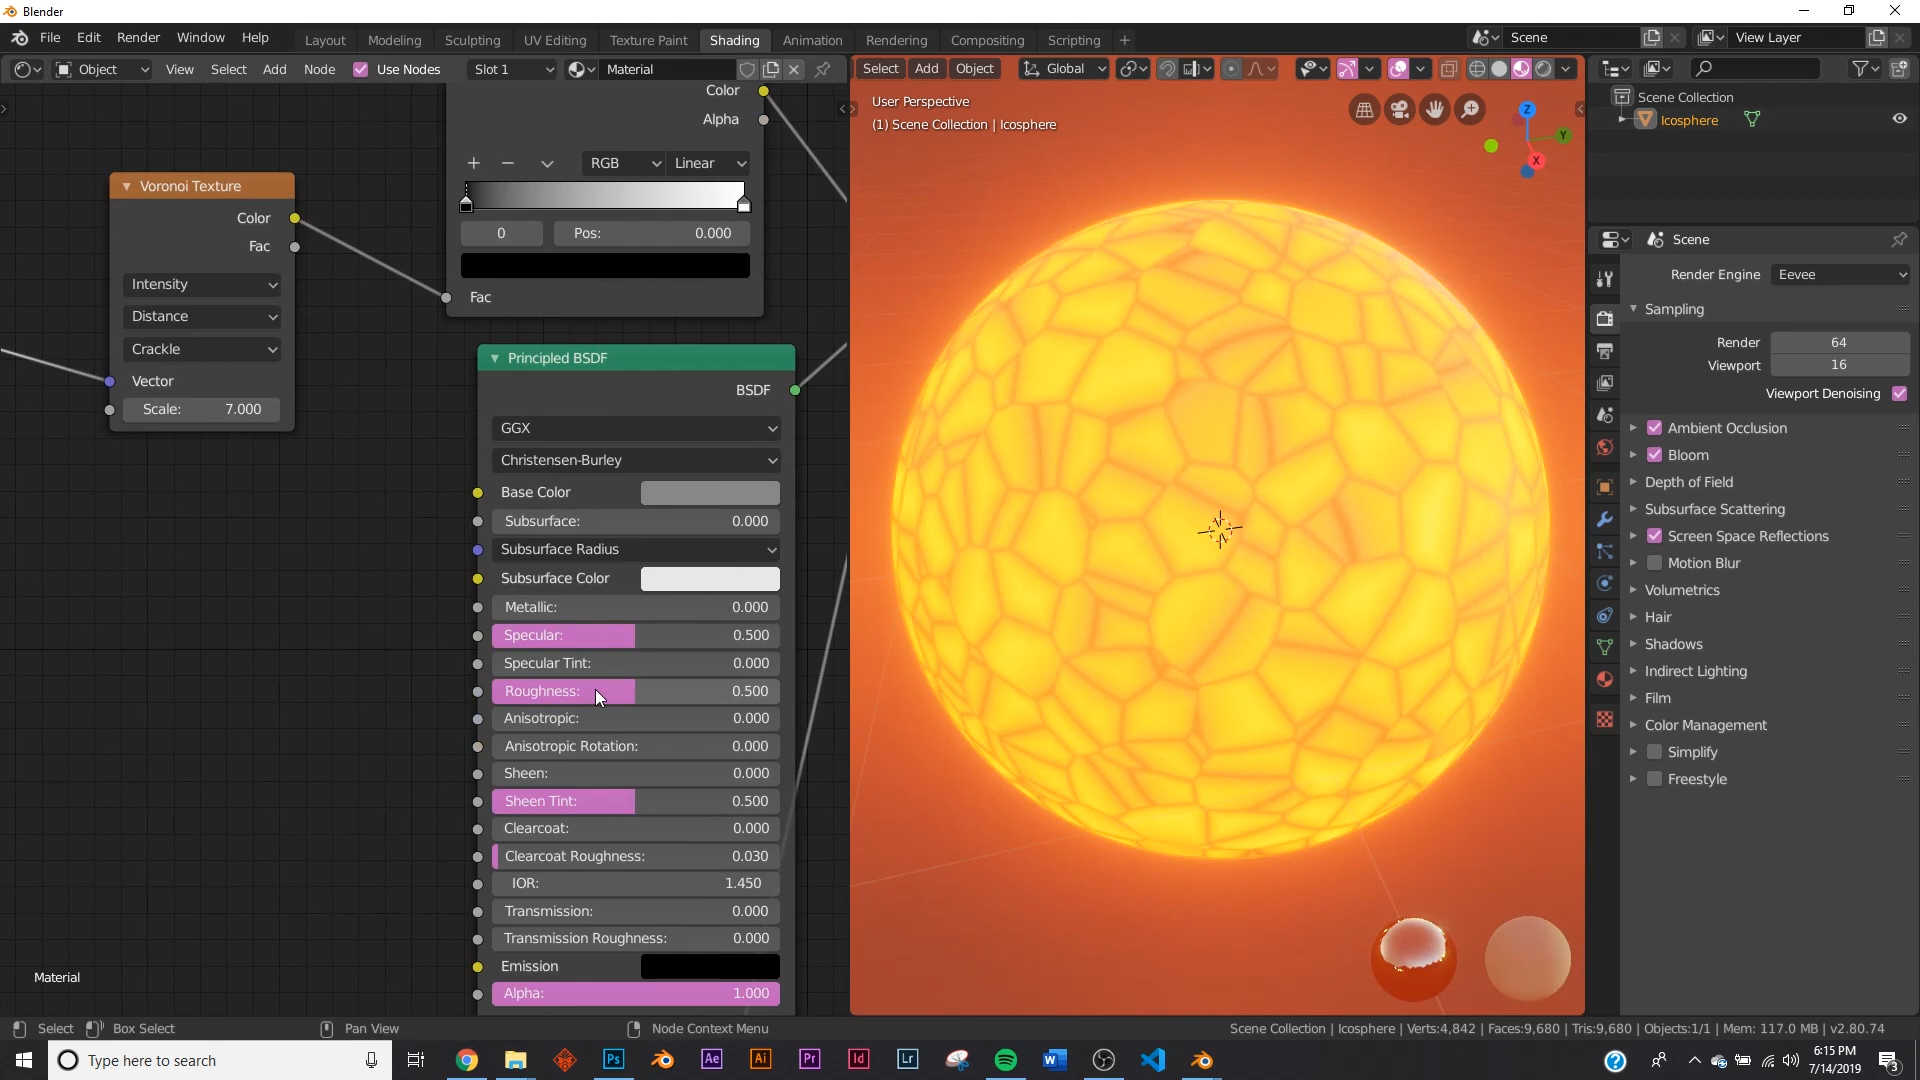 Blender
File Edit Render Window Help
Layout Modeling Sculpting UV Editing Texture Paint Shading Animation Rendering Compositing Scripting +
Scene
View Layer
Object View Select Add Node Use Nodes Slot 1 Material
Select Add Object Global
User Perspective
(1) Scene Collection | Icosphere
Z
Y
X
Color
Alpha
RGB Linear
0 Pos: 0.000
Fac
Voronoi Texture
Color
Fac
Intensity
Distance
Crackle
Vector
Scale: 7.000
Principled BSDF
BSDF
GGX
Christensen-Burley
Base Color
Subsurface: 0.000
Subsurface Radius
Subsurface Color
Metallic: 0.000
Specular: 0.500
Specular Tint: 0.000
Roughness: 0.500
Anisotropic: 0.000
Anisotropic Rotation: 0.000
Sheen: 0.000
Sheen Tint: 0.500
Clearcoat: 0.000
Clearcoat Roughness: 0.030
IOR: 1.450
Transmission: 0.000
Transmission Roughness: 0.000
Emission
Alpha: 1.000
Material
Scene Collection
Icosphere
Scene
Render Engine Eevee
Sampling
Render 64
Viewport 16
Viewport Denoising
Ambient Occlusion
Bloom
Depth of Field
Subsurface Scattering
Screen Space Reflections
Motion Blur
Volumetrics
Hair
Shadows
Indirect Lighting
Film
Color Management
Simplify
Freestyle
Select Box Select Pan View Node Context Menu
Scene Collection | Icosphere | Verts:4,842 | Faces:9,680 | Tris:9,680 | Objects:1/1 | Mem: 117.0 MB | v2.80.74
Type here to search
Ps Ae Ai Pr Id Lr W
6:15 PM
7/14/2019
3